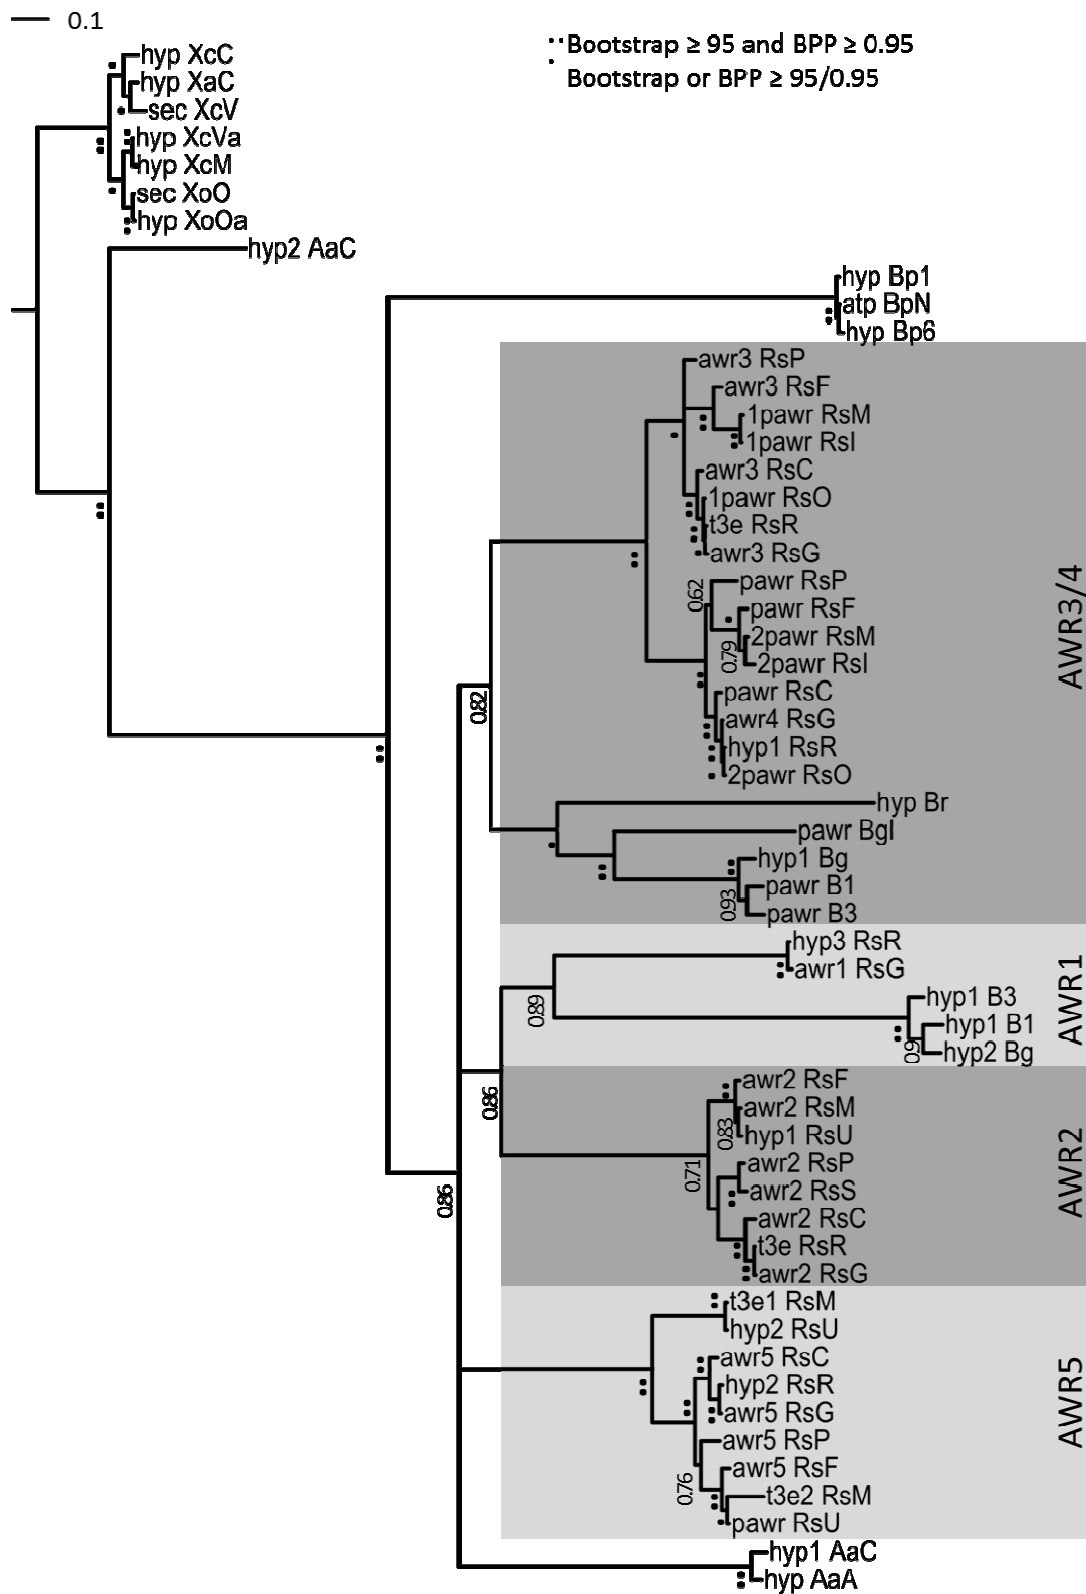 0.1
•• Bootstrap ≥ 95 and BPP ≥ 0.95
• Bootstrap or BPP ≥ 95/0.95
hyp XcC
hyp XaC
sec XcV
hyp XcVa
hyp XcM
sec XoO
hyp XoOa
hyp2 AaC
hyp Bp1
atp BpN
hyp Bp6
awr3 RsP
awr3 RsF
1pawr RsM
1pawr RsI
awr3 RsC
1pawr RsO
t3e RsR
awr3 RsG
AWR3/4
0.62
pawr RsP
pawr RsF
2pawr RsM
0.79
2pawr RsI
pawr RsC
0.82
awr4 RsG
hyp1 RsR
2pawr RsO
hyp Br
pawr BgI
hyp1 Bg
pawr B1
0.93
pawr B3
hyp3 RsR
awr1 RsG
AWR1
0.89
hyp1 B3
hyp1 B1
0.9
hyp2 Bg
awr2 RsF
0.86
awr2 RsM
0.83
hyp1 RsU
awr2 RsP
0.71
AWR2
awr2 RsS
0.86
awr2 RsC
t3e RsR
awr2 RsG
t3e1 RsM
hyp2 RsU
awr5 RsC
hyp2 RsR
AWR5
awr5 RsG
awr5 RsP
awr5 RsF
0.76
t3e2 RsM
pawr RsU
hyp1 AaC
hyp AaA